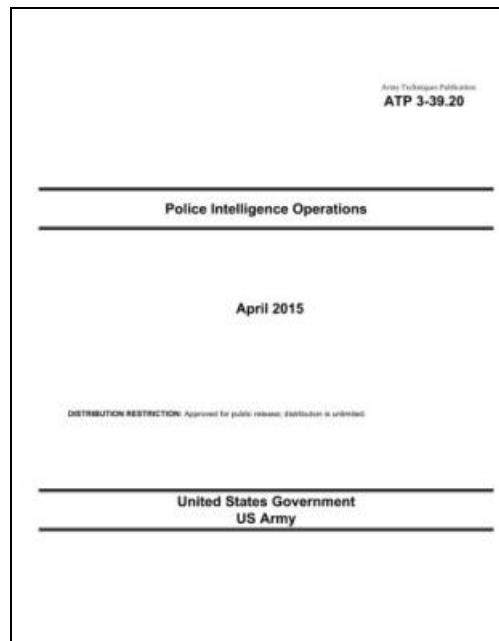 Army Techniques Publication
ATP 3-39.20
Police Intelligence Operations
April 2015
DISTRIBUTION RESTRICTION: Approved for public release; distribution is unlimited.
United States Government
US Army